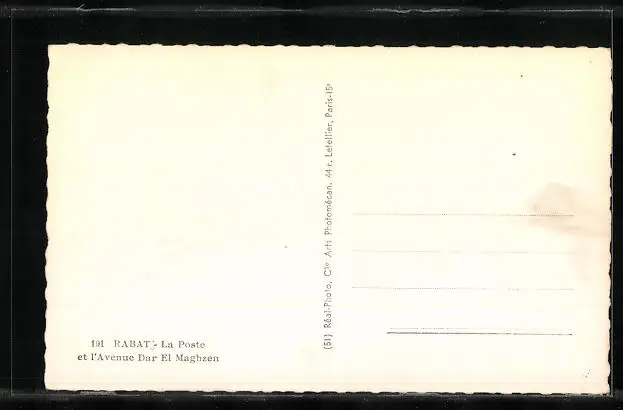 191 RABAT - La Poste
et l'Avenue Dar El Maghzen
(51) Réal-Photo, Cie Arts Photomécan. 44 r. Letellier, Paris-15e